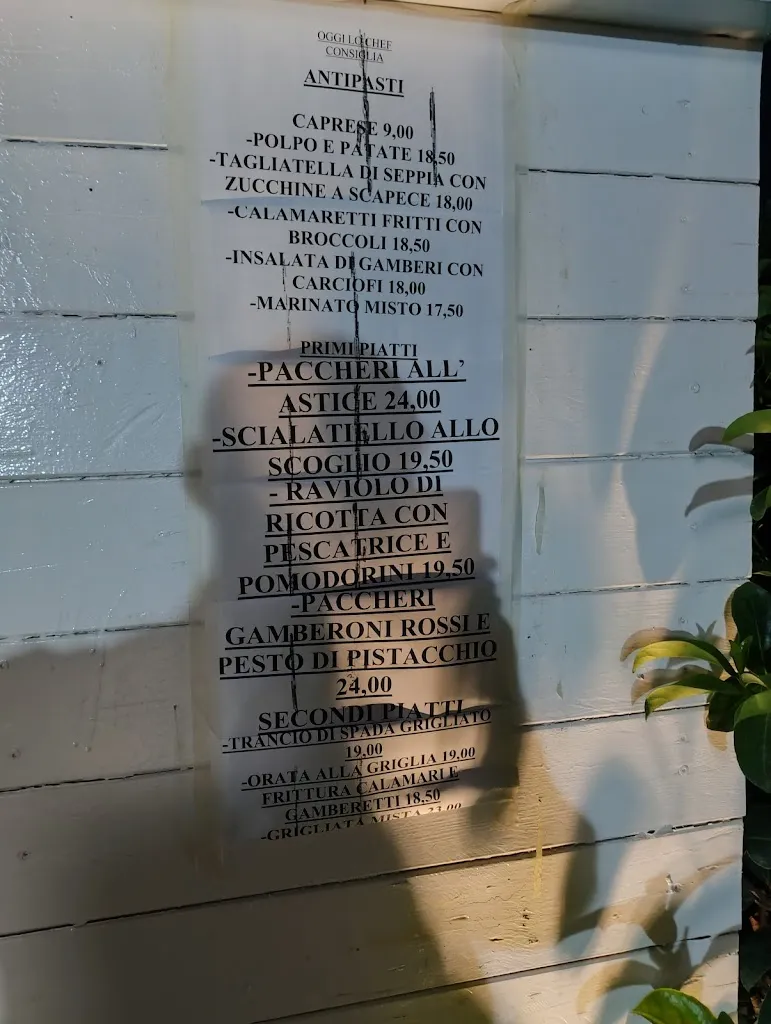 OGGI LO CHEF
CONSIGLIA
ANTIPASTI
CAPRESE 9,00
-POLPO E PATATE 18,50
-TAGLIATELLA DI SEPPIA CON
ZUCCHINE A SCAPECE 18,00
-CALAMARETTI FRITTI CON
BROCCOLI 18,50
-INSALATA DI GAMBERI CON
CARCIOFI 18,00
-MARINATO MISTO 17,50
PRIMI PIATTI
-PACCHERI ALL'
ASTICE 24,00
-SCIALATIELLO ALLO
SCOGLIO 19,50
- RAVIOLO DI
RICOTTA CON
PESCATRICE E
POMODORINI 19,50
-PACCHERI
GAMBERONI ROSSI E
PESTO DI PISTACCHIO
24,00
SECONDI PIATTI
-TRANCIO DI SPADA GRIGLIATO
19,00
-ORATA ALLA GRIGLIA 19,00
FRITTURA CALAMARI E
GAMBERETTI 18,50
-GRIGLIATA MISTA 23,00